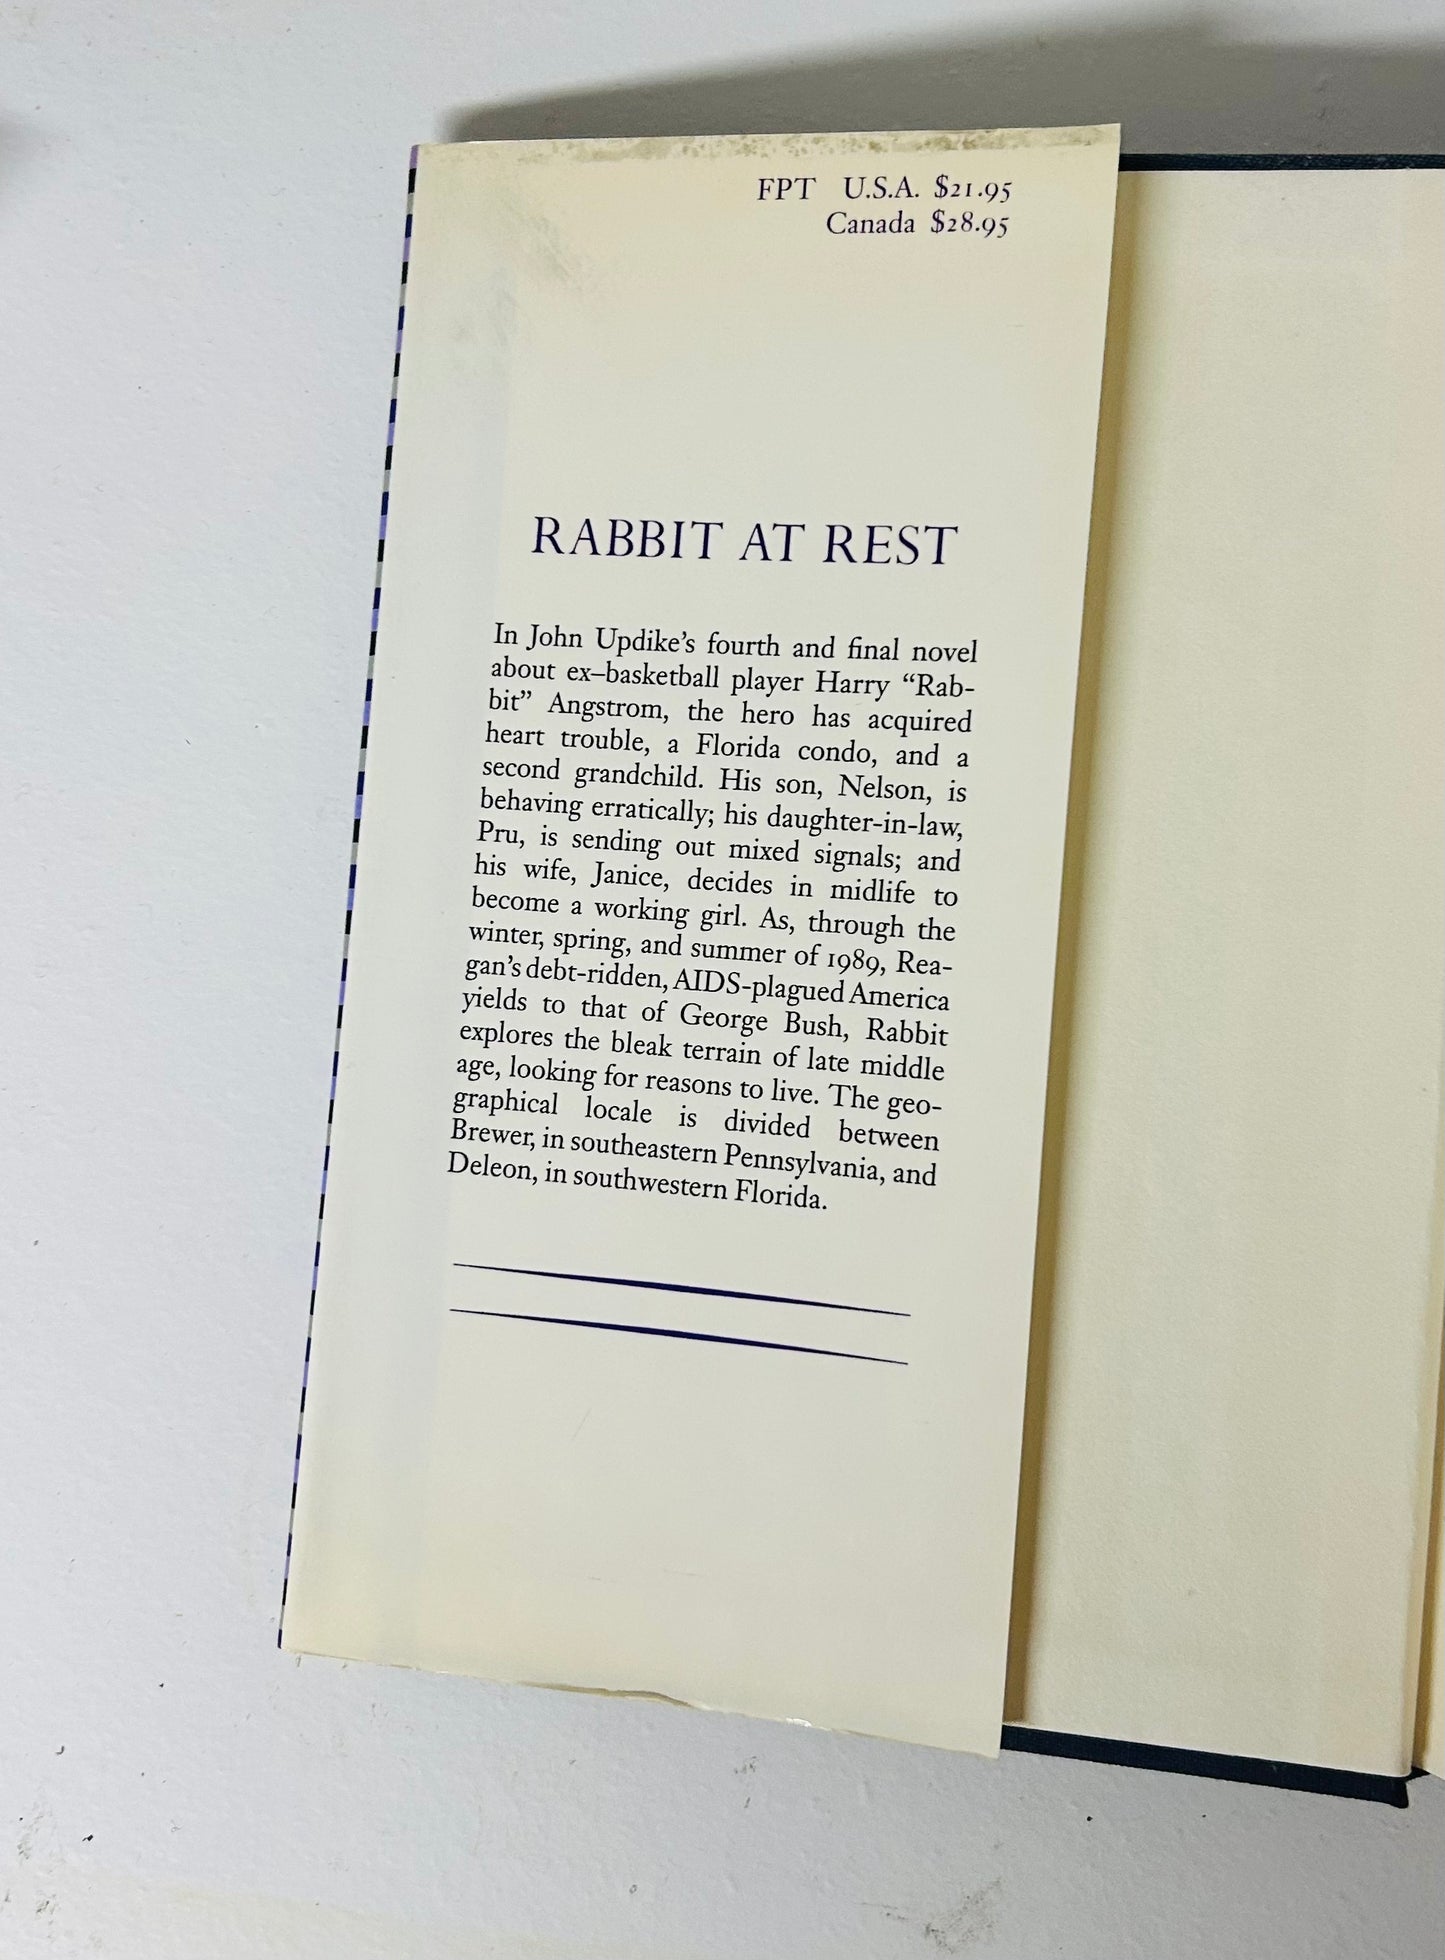 FPT U.S.A. $21.95
Canada $28.95
RABBIT AT REST
In John Updike’s fourth and final novel
about ex–basketball player Harry “Rab-
bit” Angstrom, the hero has acquired
heart trouble, a Florida condo, and a
second grandchild. His son, Nelson, is
behaving erratically; his daughter-in-law,
Pru, is sending out mixed signals; and
his wife, Janice, decides in midlife to
become a working girl. As, through the
winter, spring, and summer of 1989, Rea-
gan’s debt-ridden, AIDS-plagued America
yields to that of George Bush, Rabbit
explores the bleak terrain of late middle
age, looking for reasons to live. The geo-
graphical locale is divided between
Brewer, in southeastern Pennsylvania, and
Deleon, in southwestern Florida.